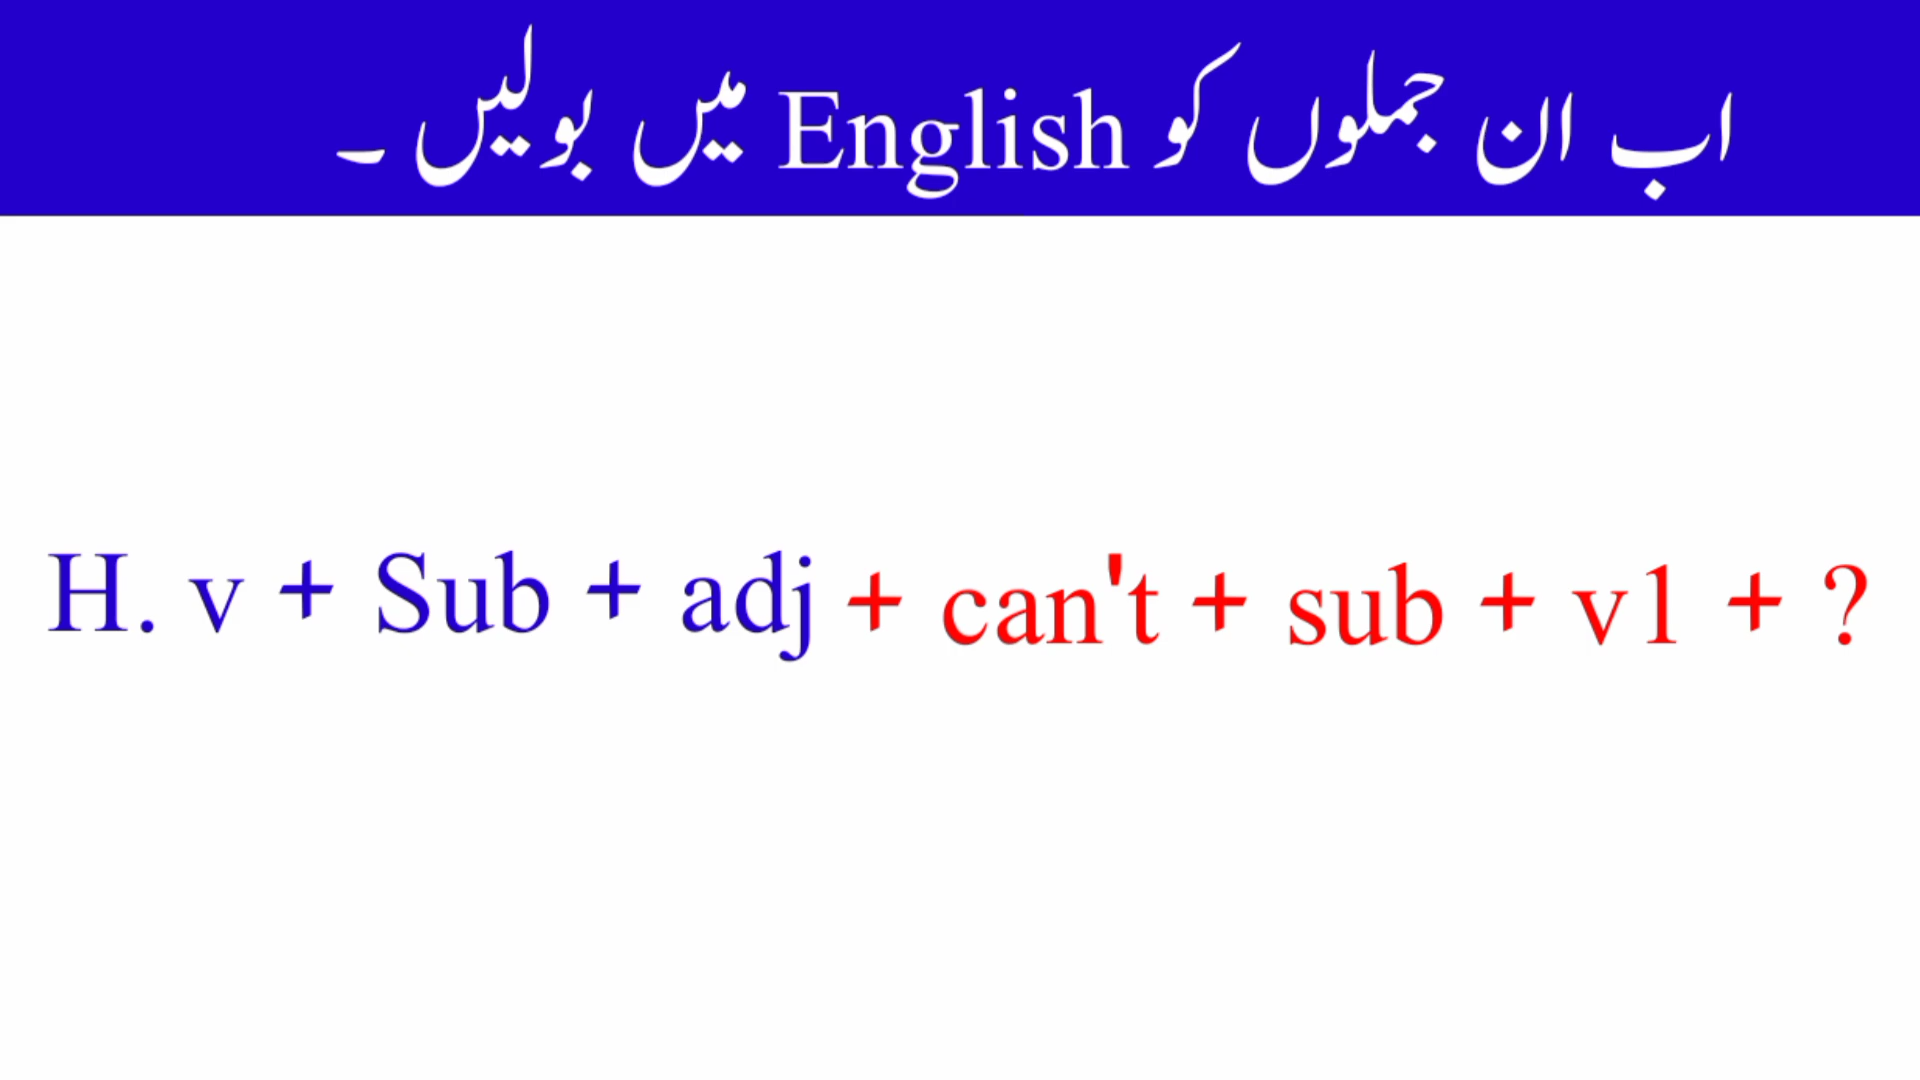 اب ان جملوں کو English میں بولیں ۔
H. v + Sub + adj + can't + sub + v1 + ?